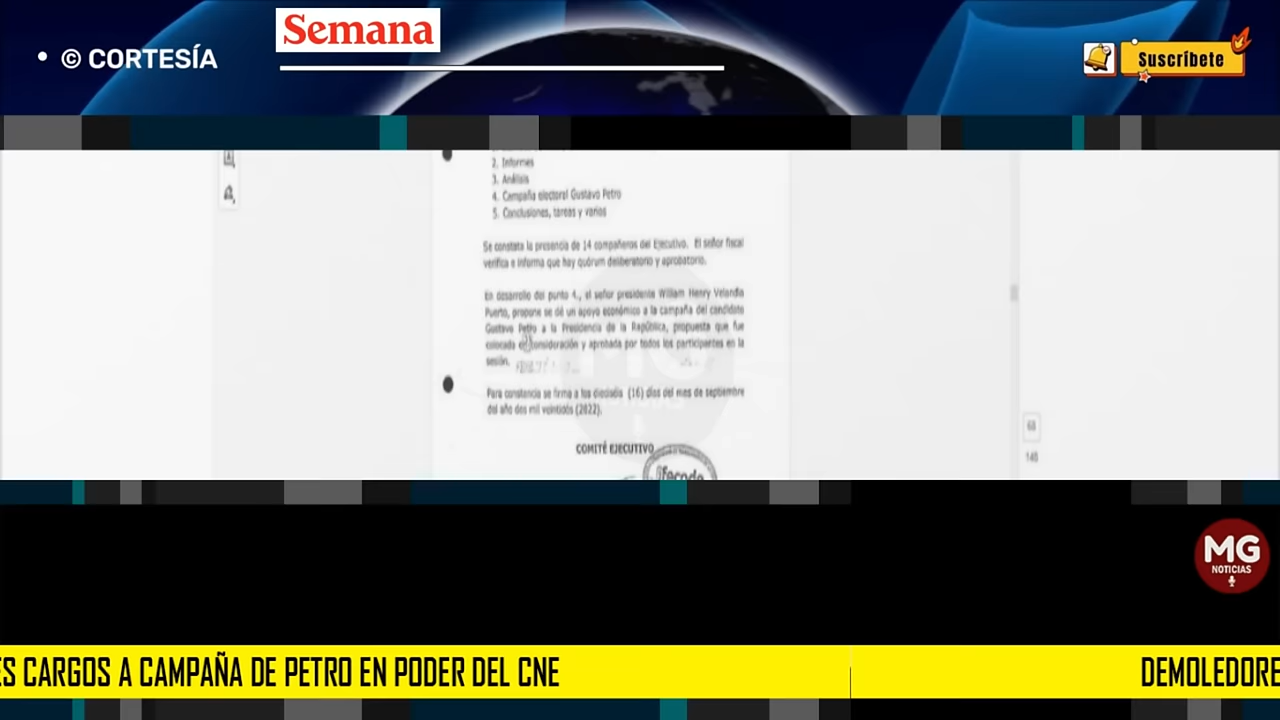 Semana
• © CORTESÍA
Suscríbete
2. Informes
3. Análisis
4. Campaña electoral Gustavo Petro
5. Conclusiones, tareas y varios
Se constata la presencia de 14 compañeros del Ejecutivo. El señor fiscal
verifica e informa que hay quórum deliberatorio y aprobatorio.
En desarrollo del punto 4., el señor presidente William Henry Velandia
Puerto, propone se dé un apoyo económico a la campaña del candidato
Gustavo Petro a la Presidencia de la República, propuesta que fue
colocada en consideración y aprobada por todos los participantes en la
sesión.
Para constancia se firma a los dieciséis (16) días del mes de septiembre
del año dos mil veintidós (2022).
COMITÉ EJECUTIVO
fecode
68
148
MG
NOTICIAS
ES CARGOS A CAMPAÑA DE PETRO EN PODER DEL CNE
DEMOLEDORE